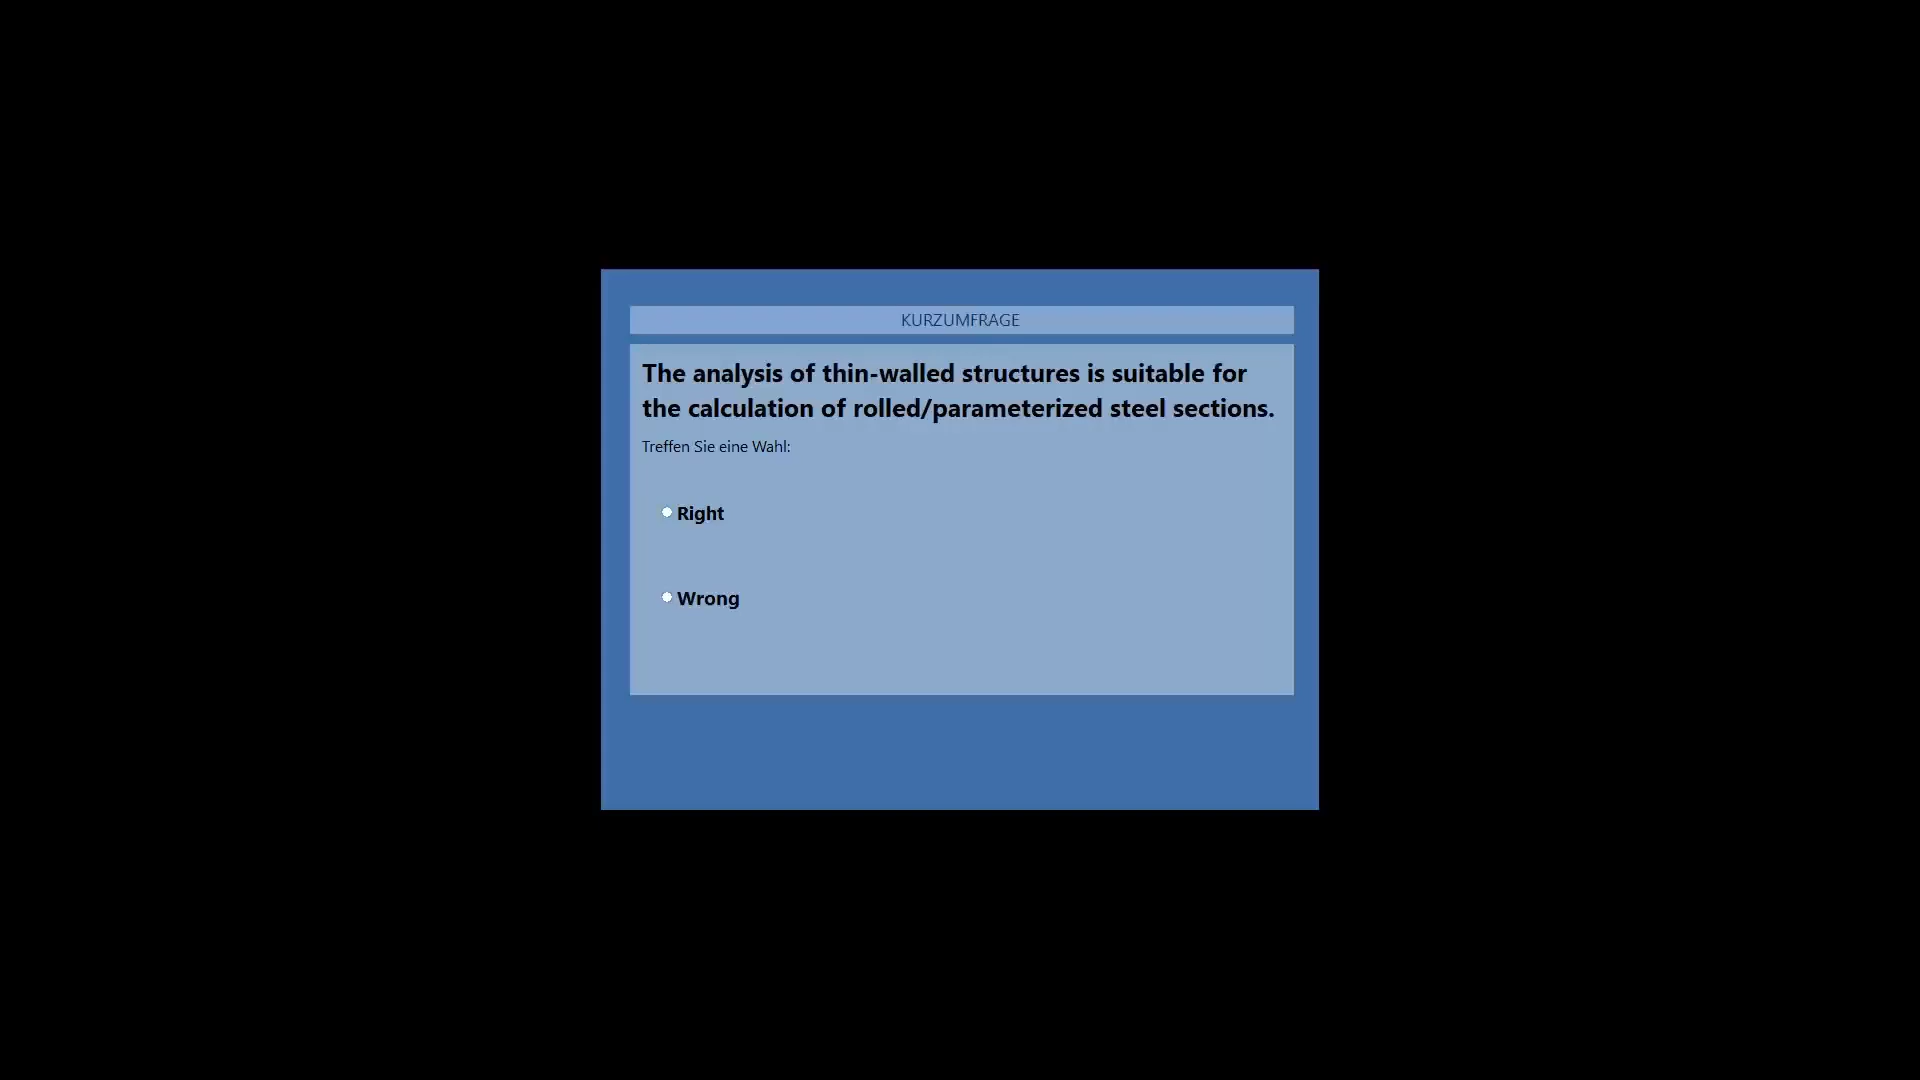 KURZUMFRAGE
The analysis of thin-walled structures is suitable for
the calculation of rolled/parameterized steel sections.
Treffen Sie eine Wahl:
Right
Wrong